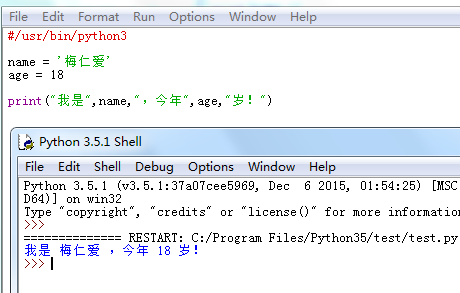 File Edit Format Run Options Window Help
#/usr/bin/python3
name = '梅仁爱'
age = 18
print("我是",name,"，今年",age,"岁！")
Python 3.5.1 Shell
File Edit Shell Debug Options Window Help
Python 3.5.1 (v3.5.1:37a07cee5969, Dec  6 2015, 01:54:25) [MSC
D64)] on win32
Type "copyright", "credits" or "license()" for more information
>>>
============== RESTART: C:/Program Files/Python35/test/test.py
我是 梅仁爱 ，今年 18 岁！
>>>